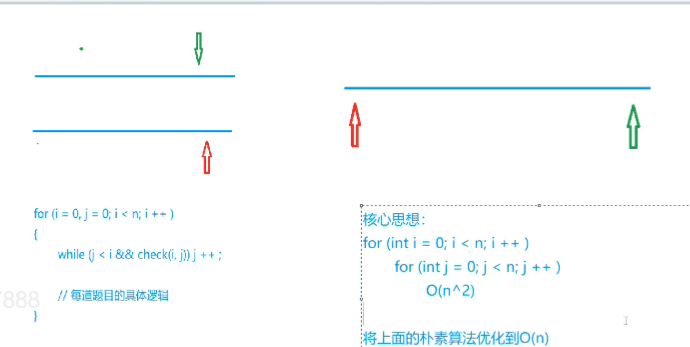 for (i = 0, j = 0; i < n; i ++ )
{
while (j < i && check(i, j)) j ++ ;
// 每道题目的具体逻辑
}
7888
核心思想：
for (int i = 0; i < n; i ++ )
for (int j = 0; j < n; j ++ )
O(n^2)
将上面的朴素算法优化到O(n)